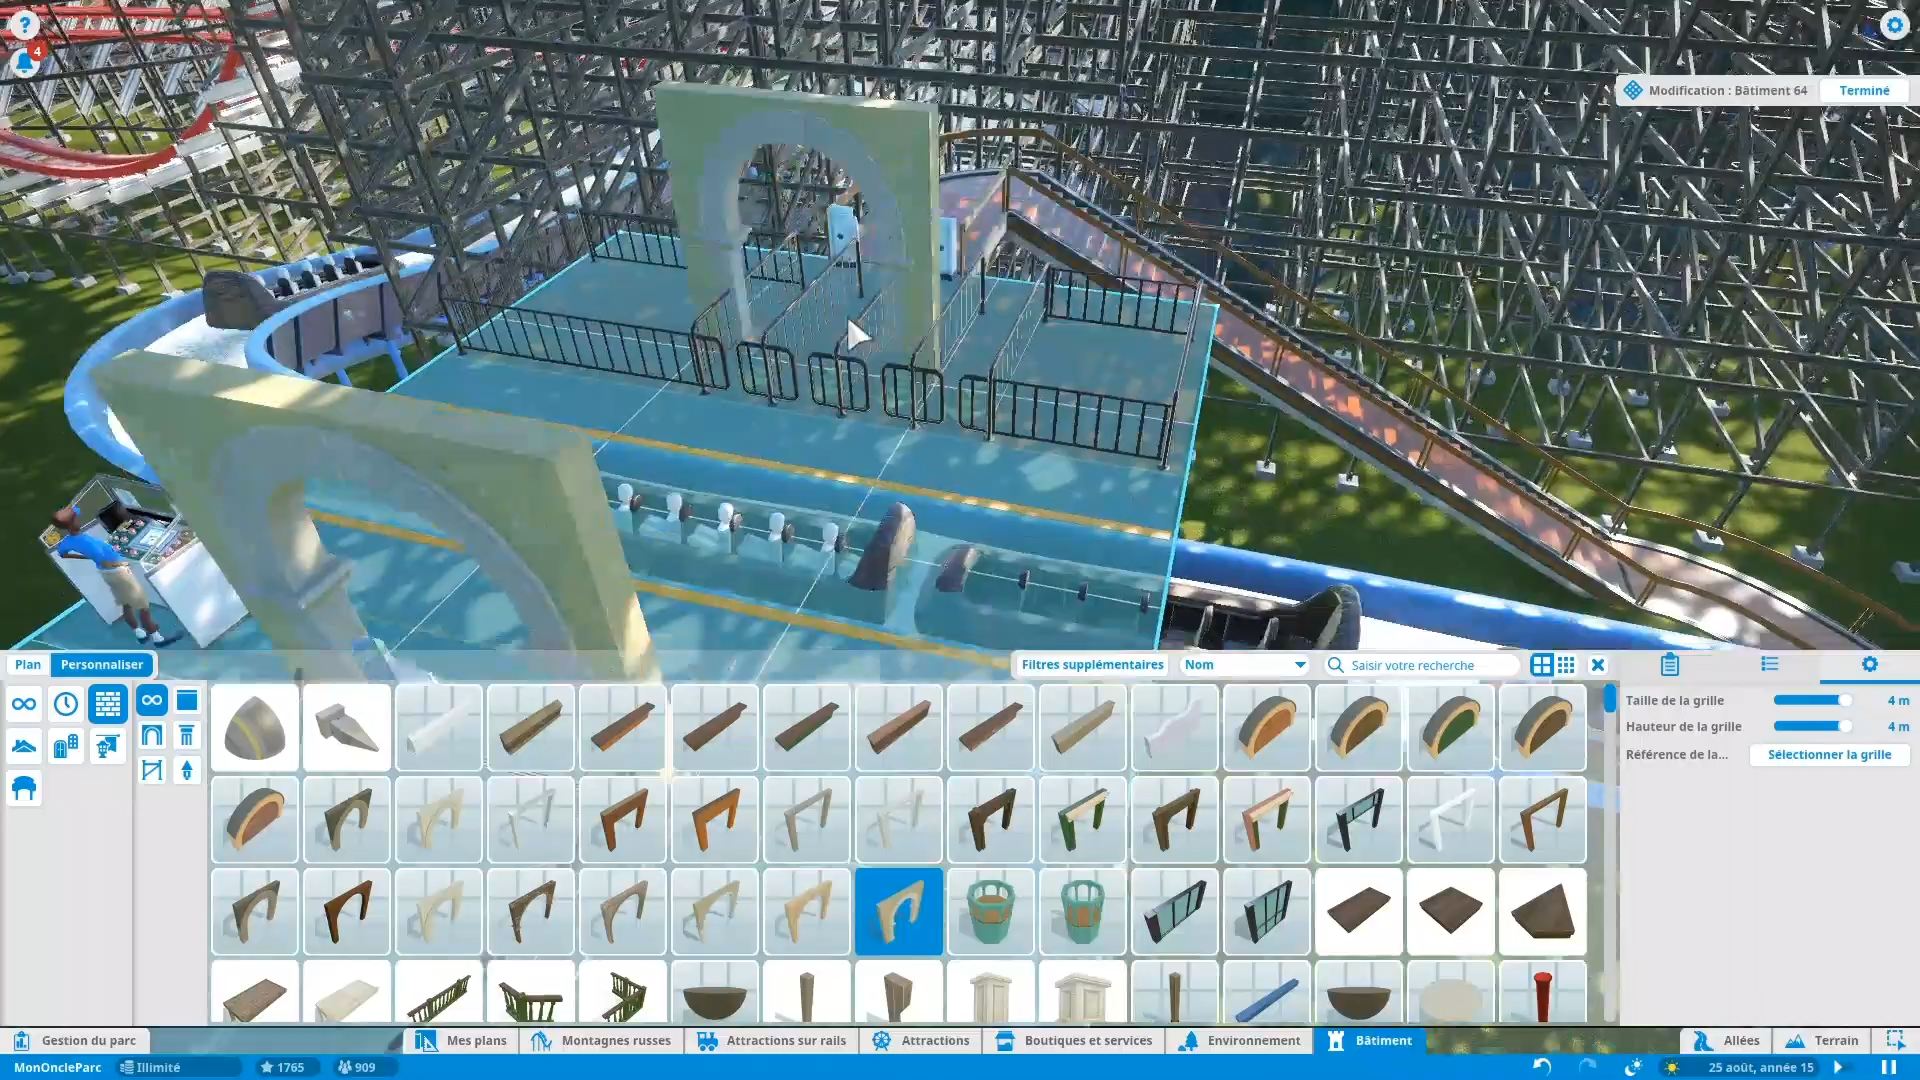 ?
4
Modification : Bâtiment 64
Terminé
Plan
Personnaliser
Filtres supplémentaires
Nom
Saisir votre recherche
Taille de la grille
4 m
Hauteur de la grille
4 m
Référence de la...
Sélectionner la grille
Gestion du parc
Mes plans
Montagnes russes
Attractions sur rails
Attractions
Boutiques et services
Environnement
Bâtiment
Allées
Terrain
MonOncleParc
Illimité
1765
909
25 août, année 15